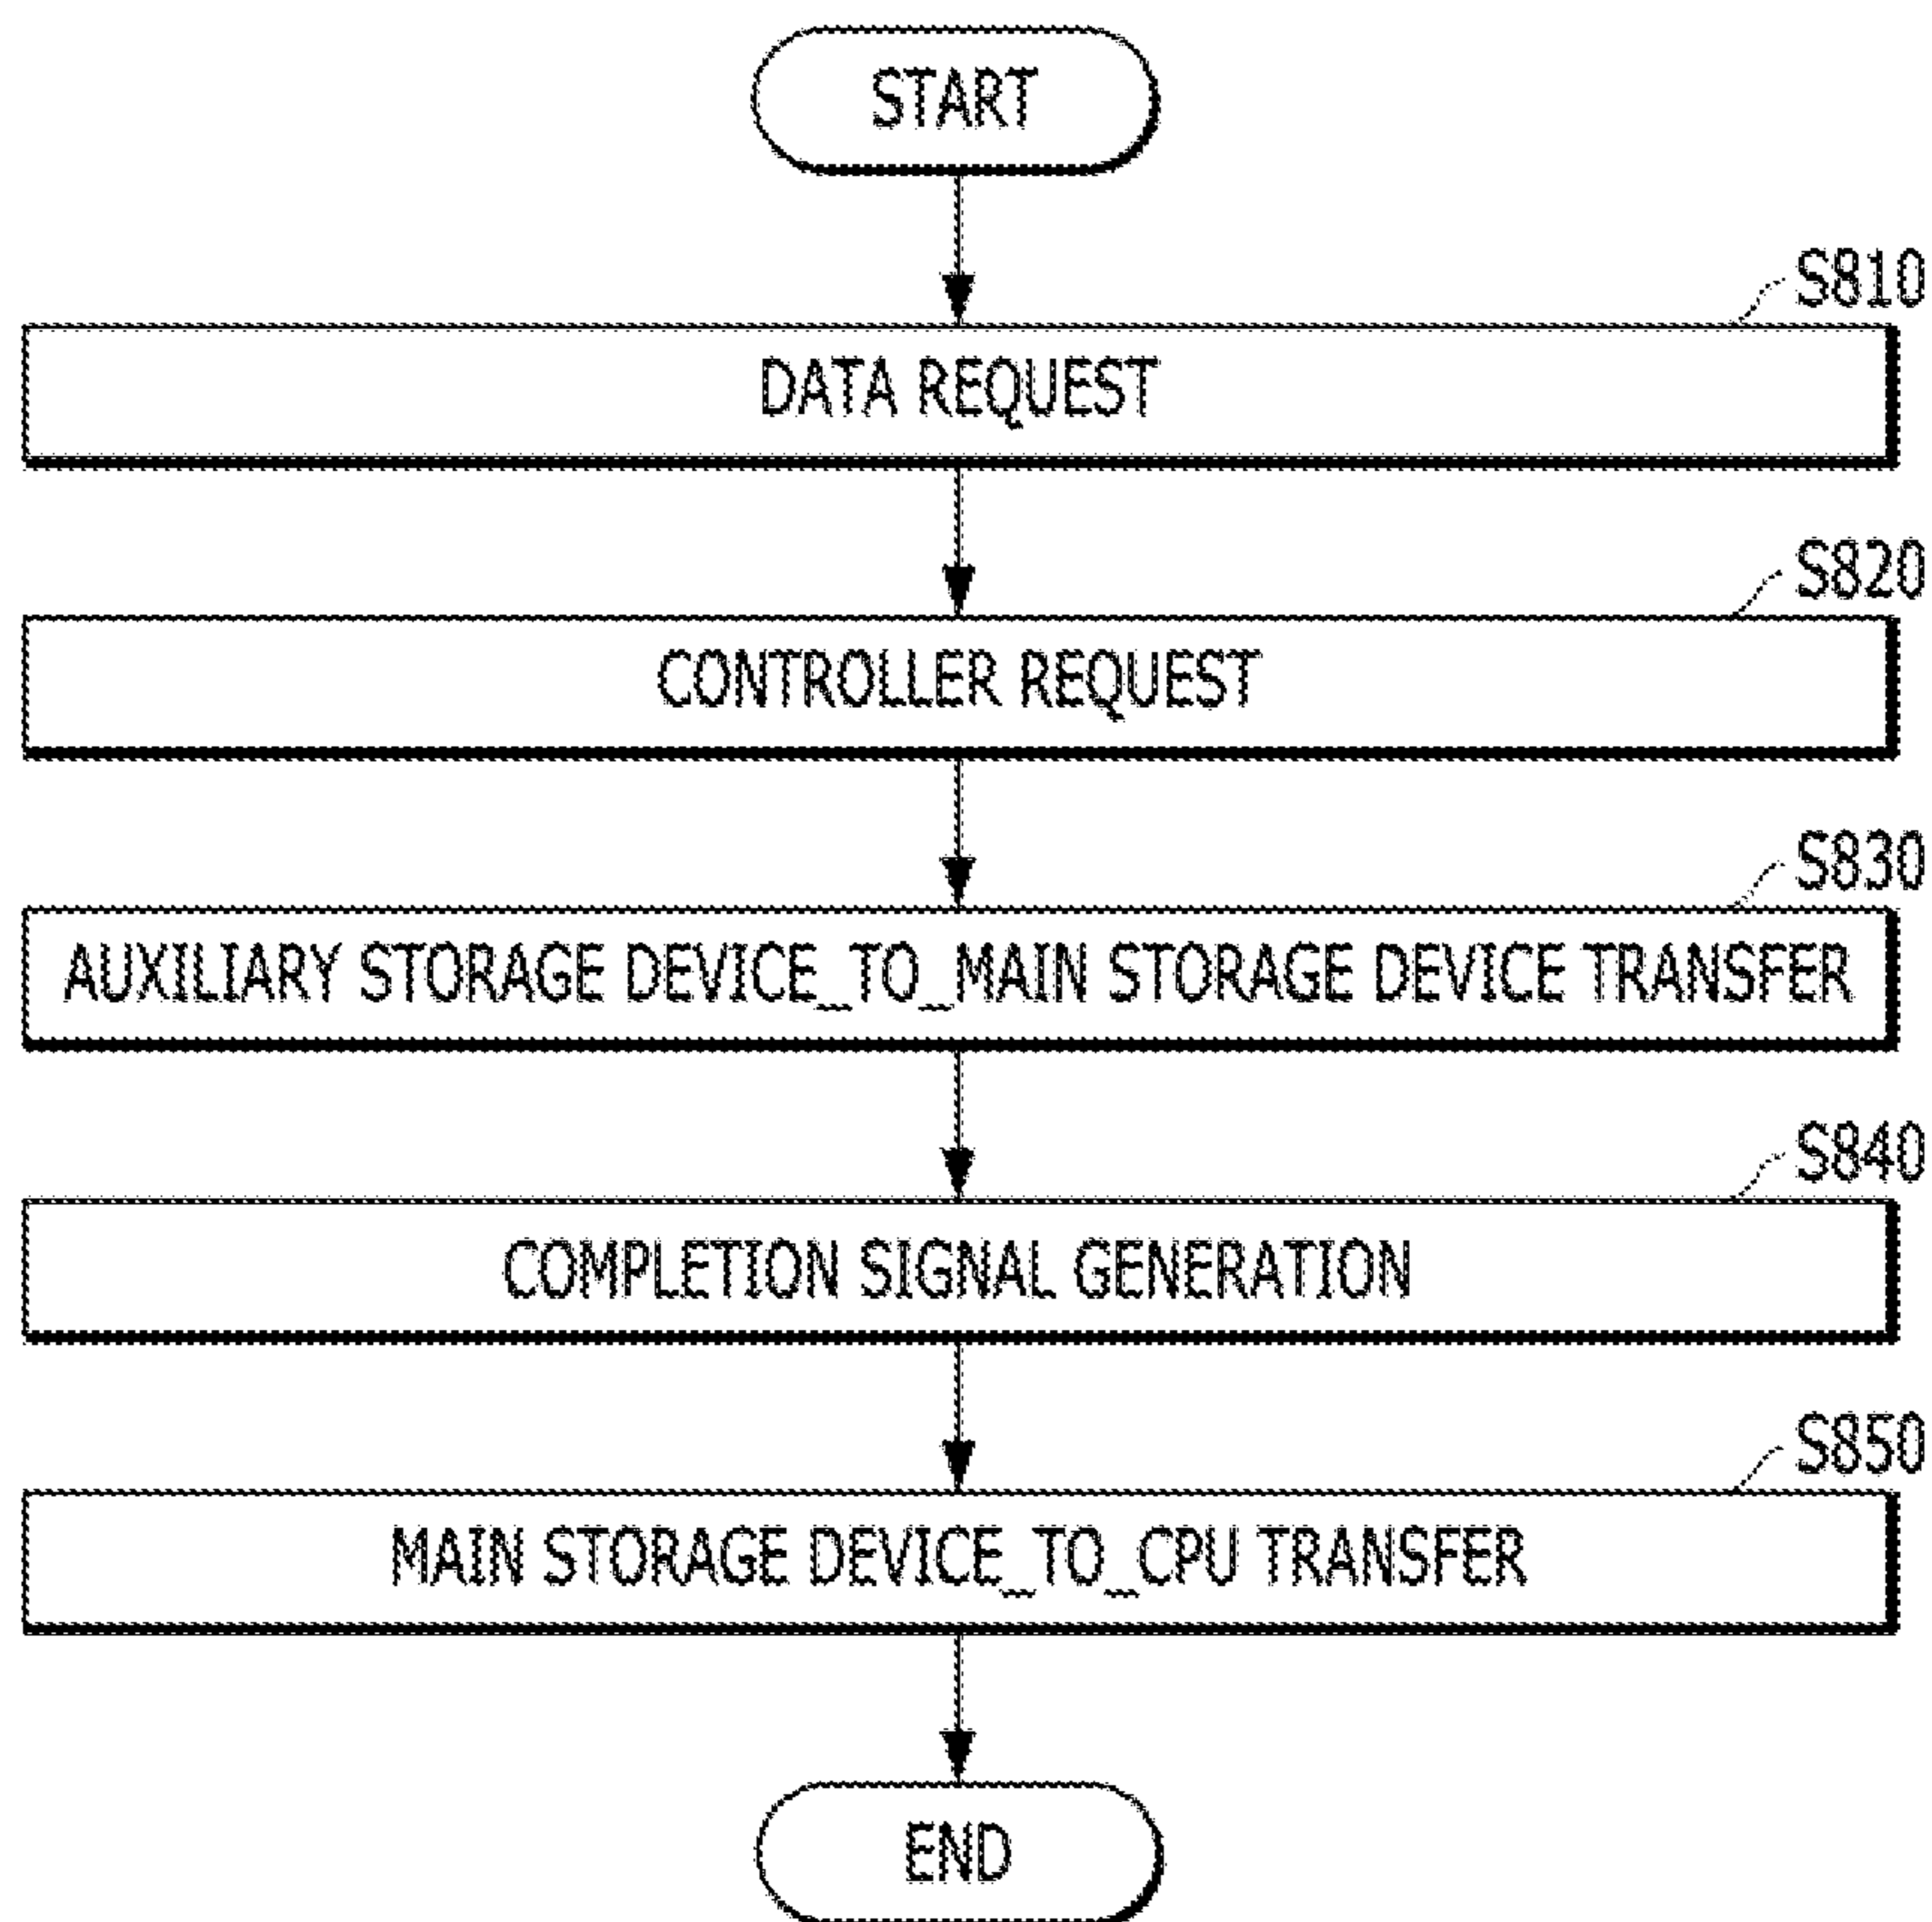 START
S810
DATA REQUEST
S820
CONTROLLER REQUEST
S830
AUXILIARY STORAGE DEVICE_TO_MAIN STORAGE DEVICE TRANSFER
S840
COMPLETION SIGNAL GENERATION
S850
MAIN STORAGE DEVICE_TO_CPU TRANSFER
END